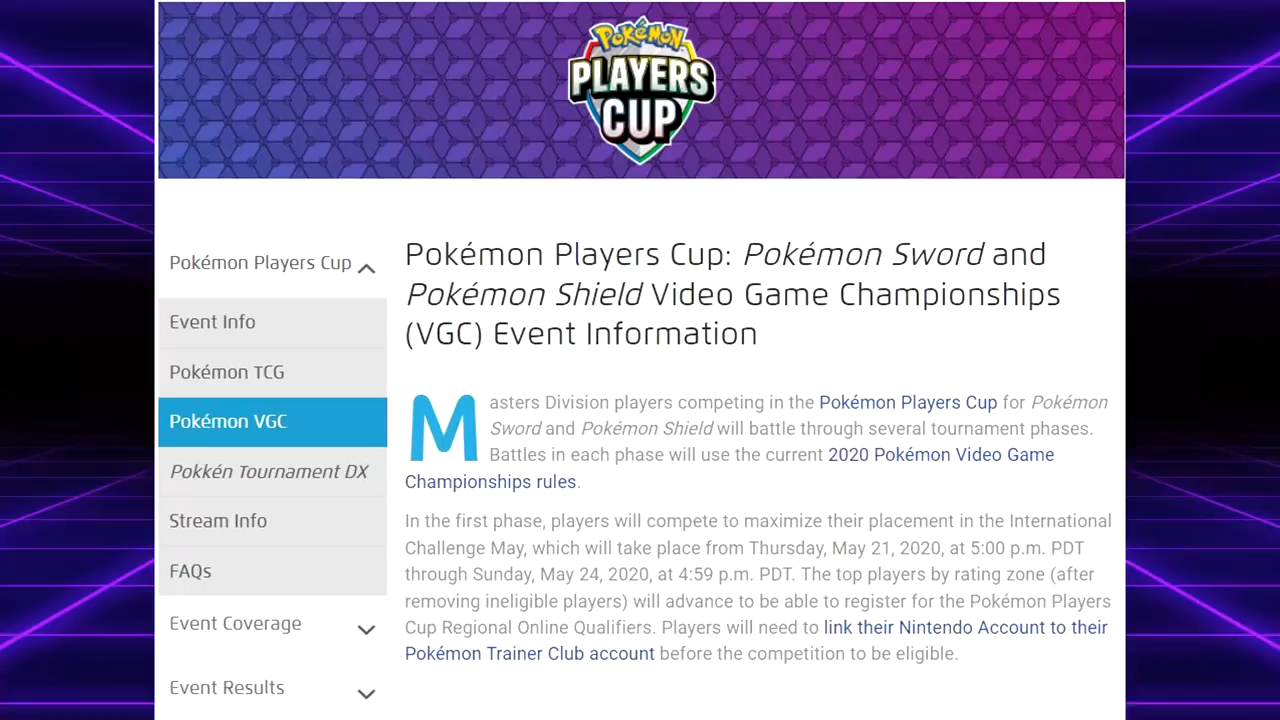 Pokémon
PLAYERS
CUP
Pokémon Players Cup
Event Info
Pokémon TCG
Pokémon VGC
Pokkén Tournament DX
Stream Info
FAQs
Event Coverage
Event Results
Pokémon Players Cup: Pokémon Sword and
Pokémon Shield Video Game Championships
(VGC) Event Information
Masters Division players competing in the Pokémon Players Cup for Pokémon
Sword and Pokémon Shield will battle through several tournament phases.
Battles in each phase will use the current 2020 Pokémon Video Game
Championships rules.
In the first phase, players will compete to maximize their placement in the International
Challenge May, which will take place from Thursday, May 21, 2020, at 5:00 p.m. PDT
through Sunday, May 24, 2020, at 4:59 p.m. PDT. The top players by rating zone (after
removing ineligible players) will advance to be able to register for the Pokémon Players
Cup Regional Online Qualifiers. Players will need to link their Nintendo Account to their
Pokémon Trainer Club account before the competition to be eligible.